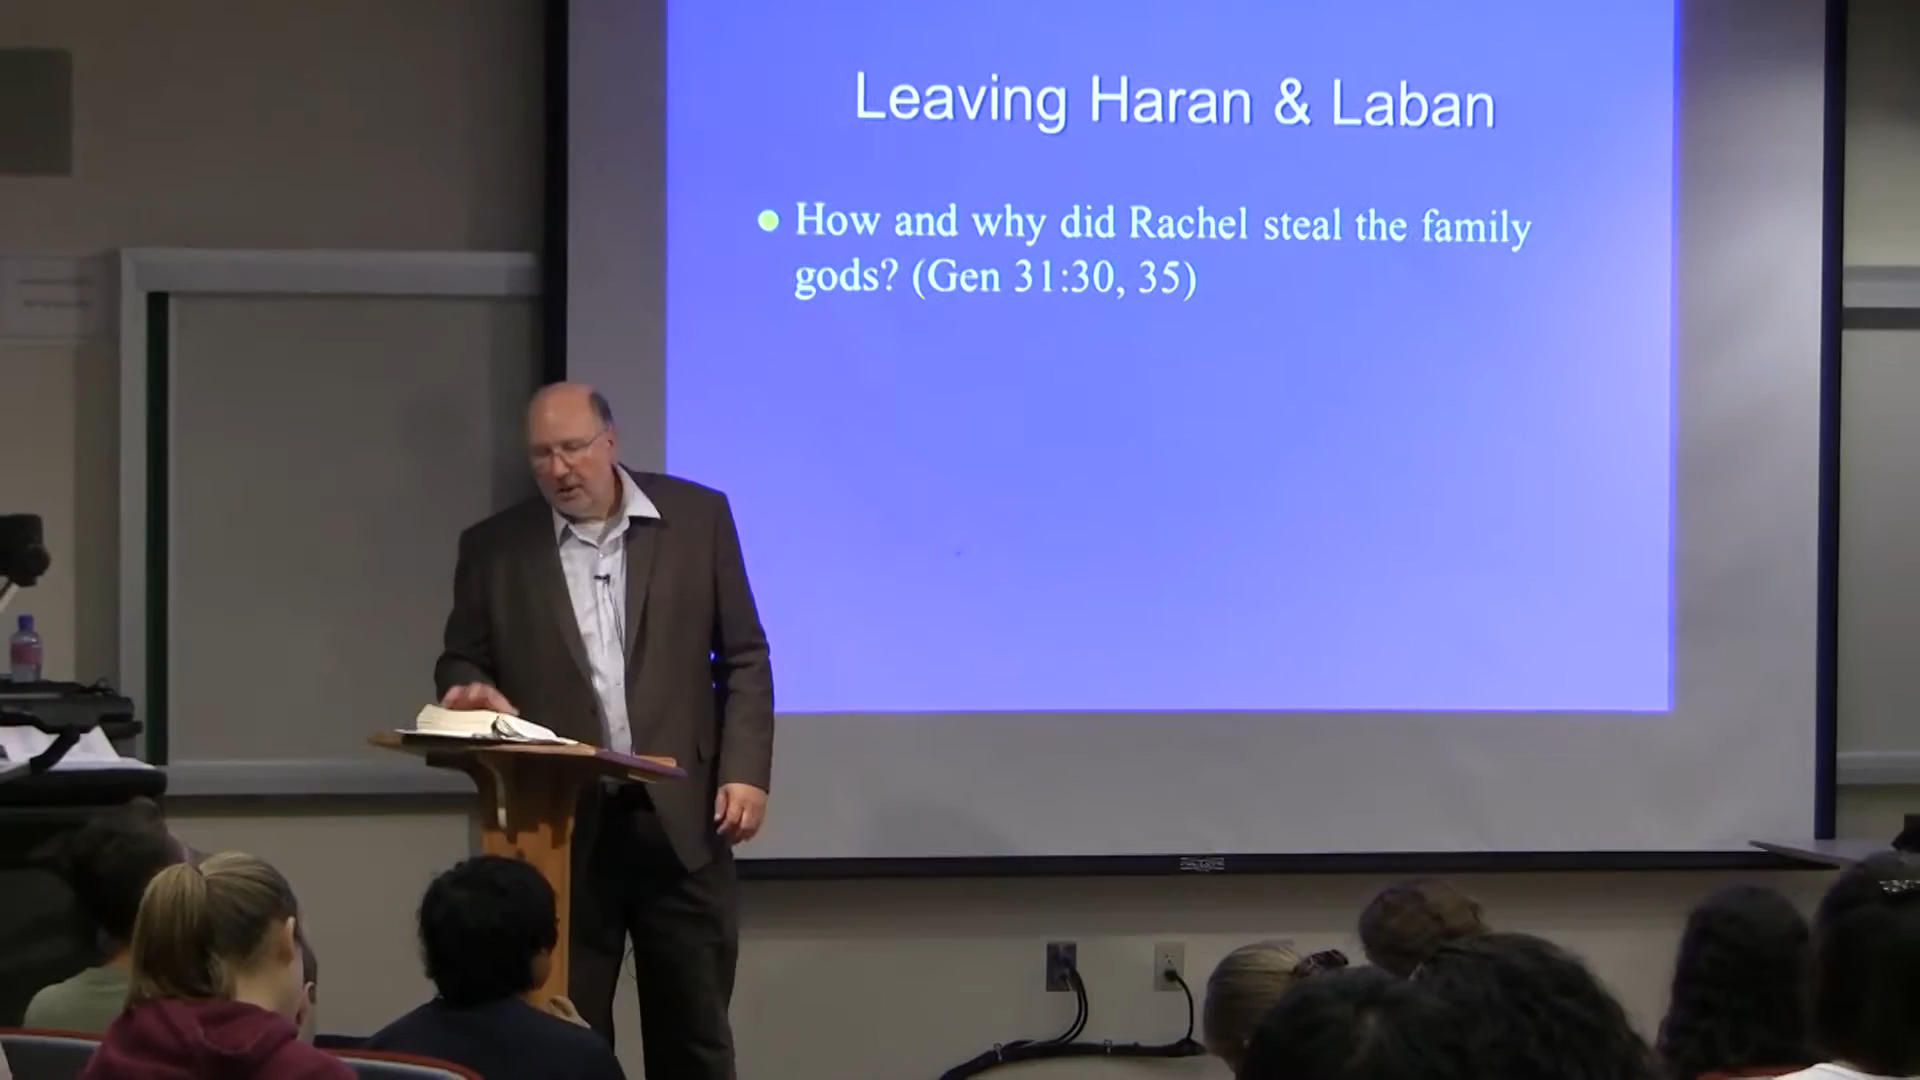 Leaving Haran & Laban
• How and why did Rachel steal the family
gods? (Gen 31:30, 35)